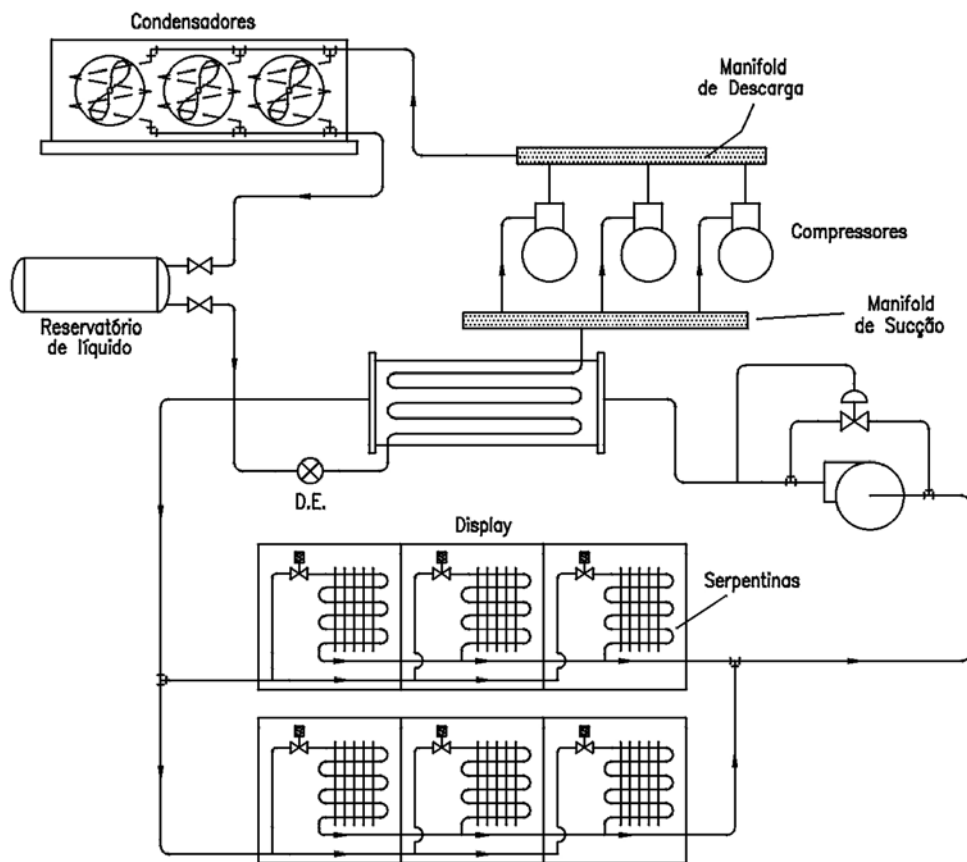 Condensadores
Manifold
de Descarga
Compressores
Manifold
de Sucção
Reservatório
de líquido
D.E.
Display
Serpentinas